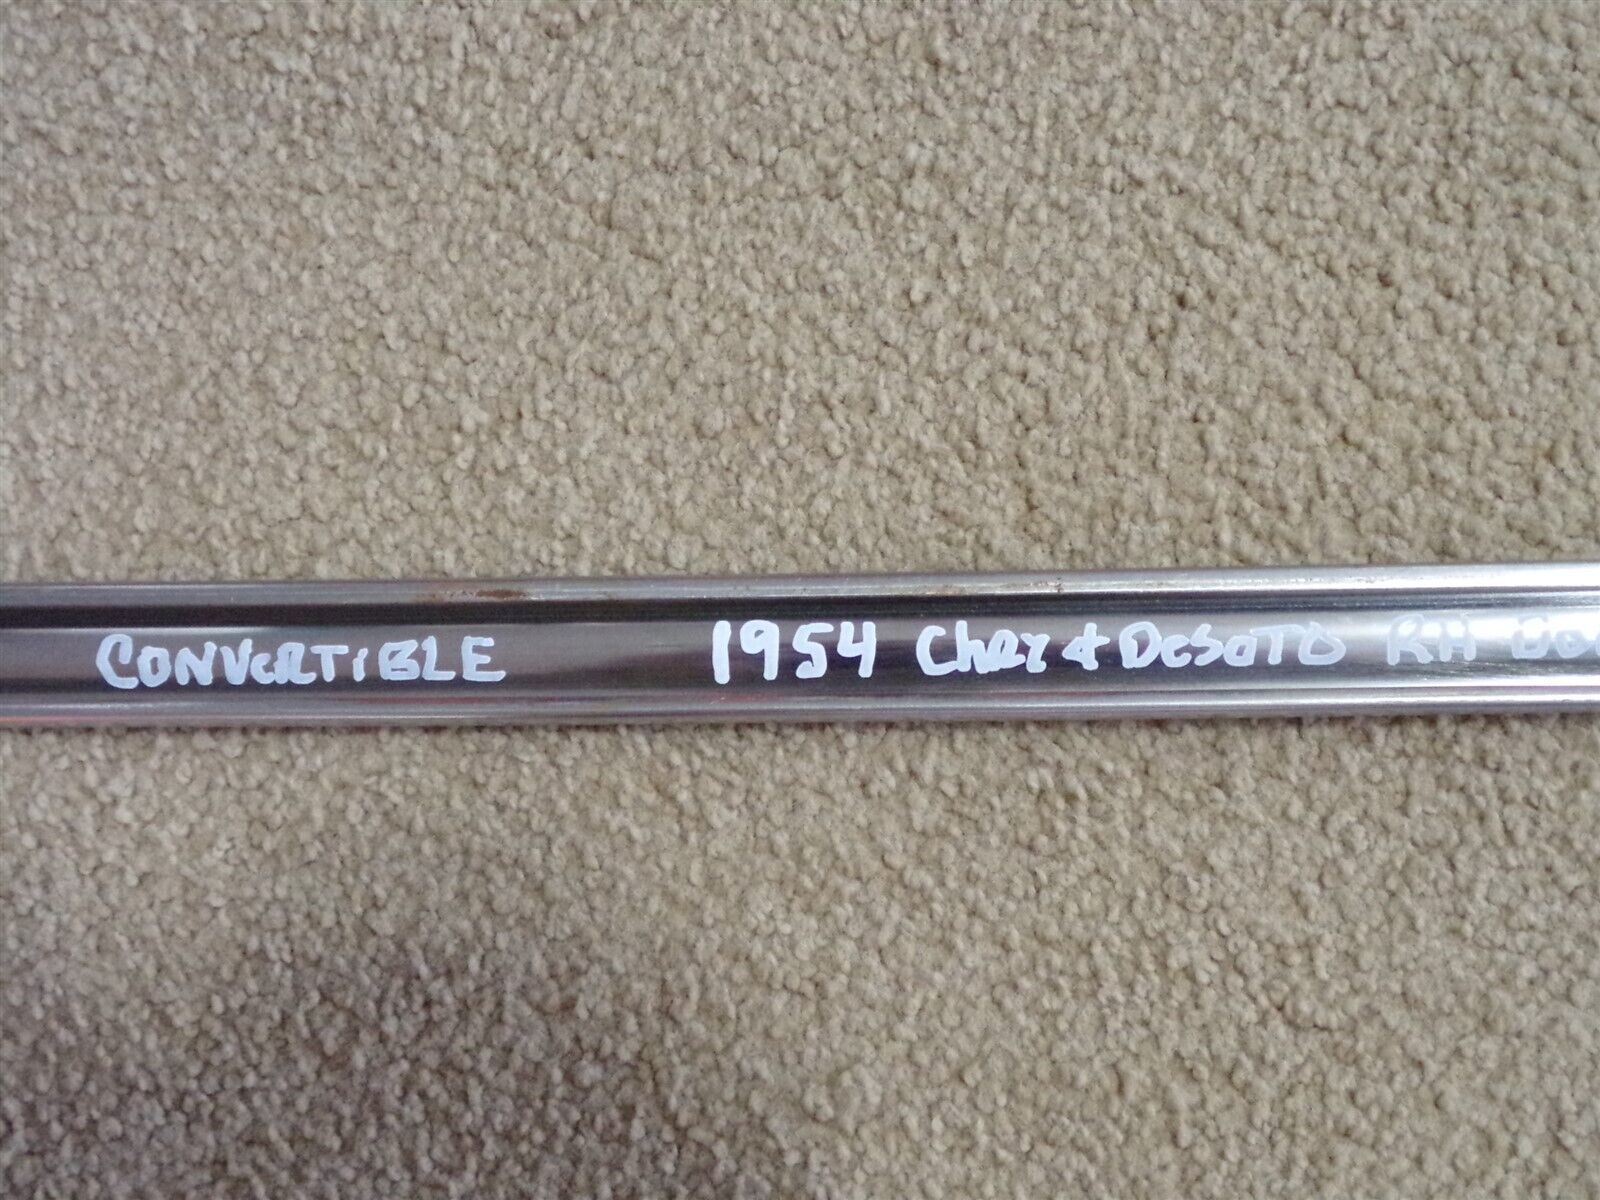 CONVERTIBLE 1954 Chry & DeSoTO RH